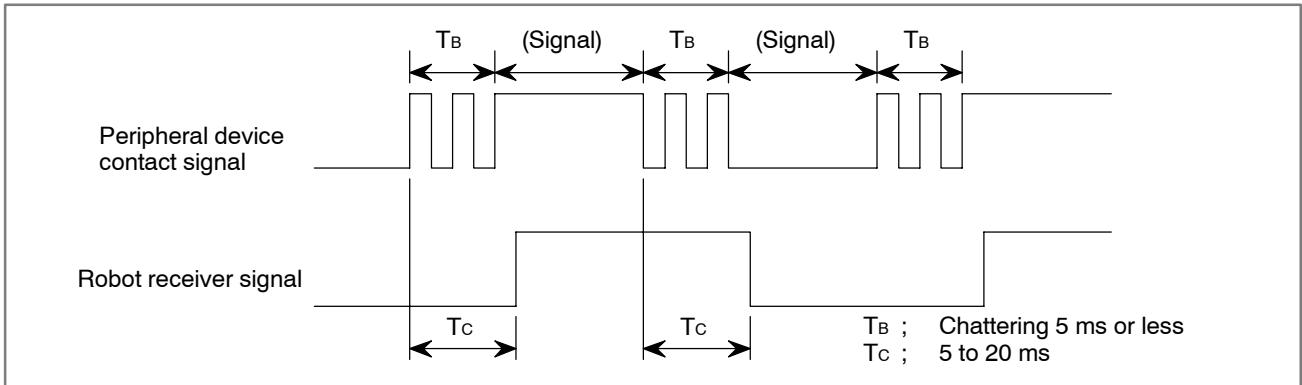 TB (Signal) TB (Signal) TB
Peripheral device
contact signal
Robot receiver signal
TC TC
TB ; Chattering 5 ms or less
TC ; 5 to 20 ms